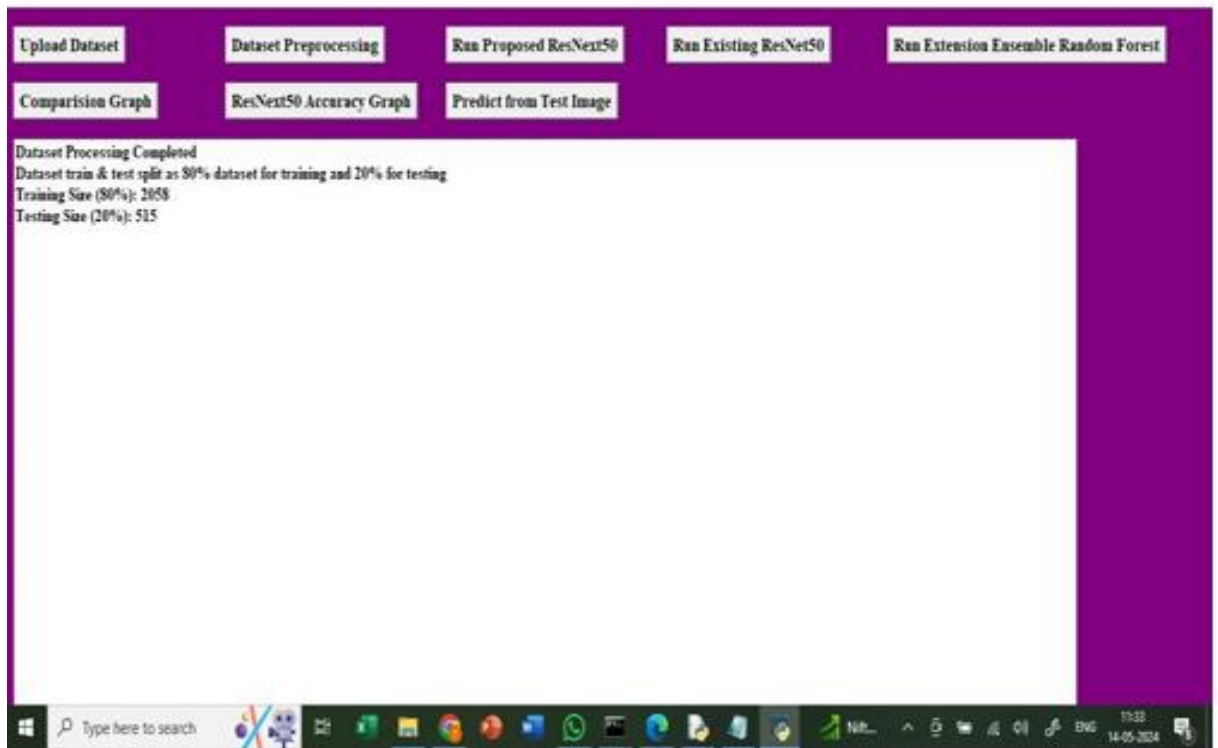 Upload Dataset
Dataset Preprocessing
Run Proposed ResNext50
Run Existing ResNet50
Run Extension Ensemble Random Forest
Comparision Graph
ResNext50 Accuracy Graph
Predict from Test Image
Dataset Processing Completed
Dataset train & test split as 80% dataset for training and 20% for testing
Training Size (80%): 2058
Testing Size (20%): 515
Type here to search
Nift...
ENG
11:33
14-05-2024